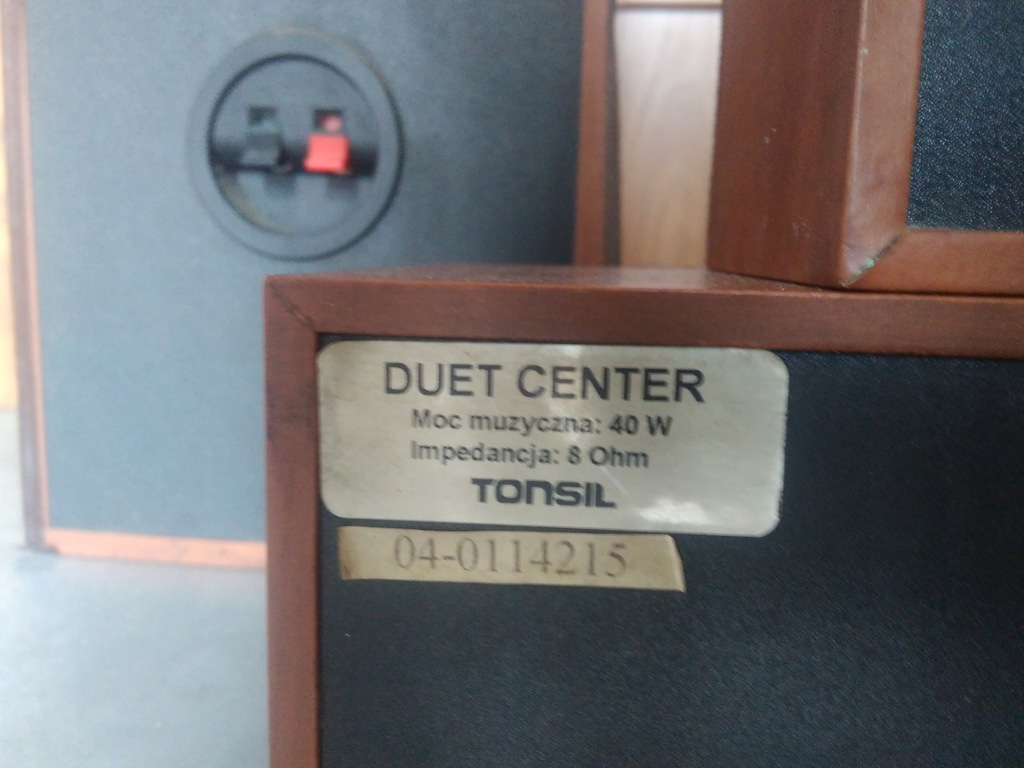 DUET CENTER
Moc muzyczna: 40 W
Impedancja: 8 Ohm
TONSIL
04-0114215